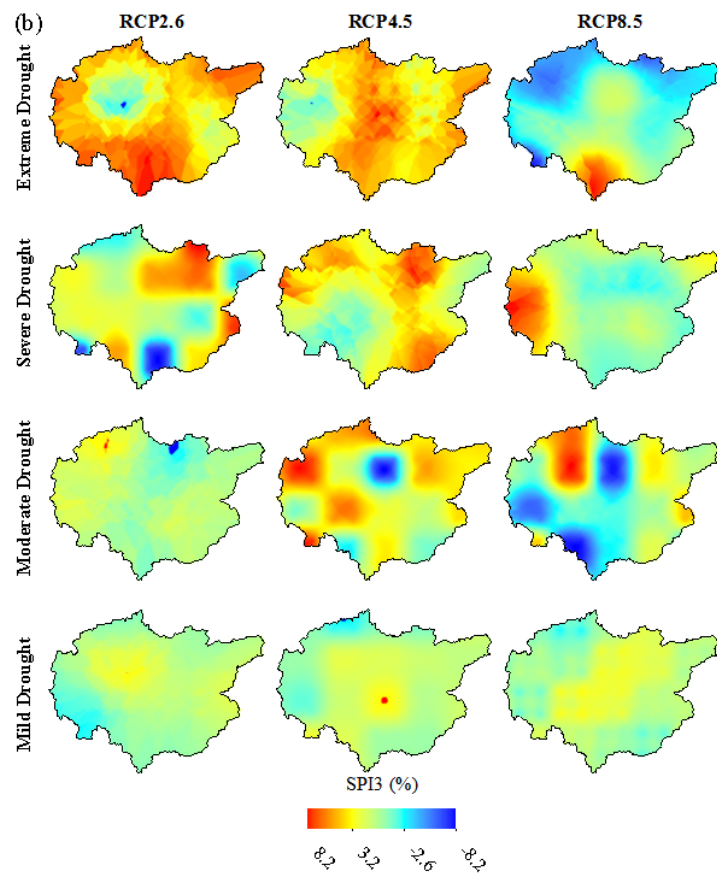 (b)
RCP2.6 RCP4.5 RCP8.5
Extreme Drought
Severe Drought
Moderate Drought
Mild Drought
SPI3 (%)
8.2 3.2 -2.6 -8.2